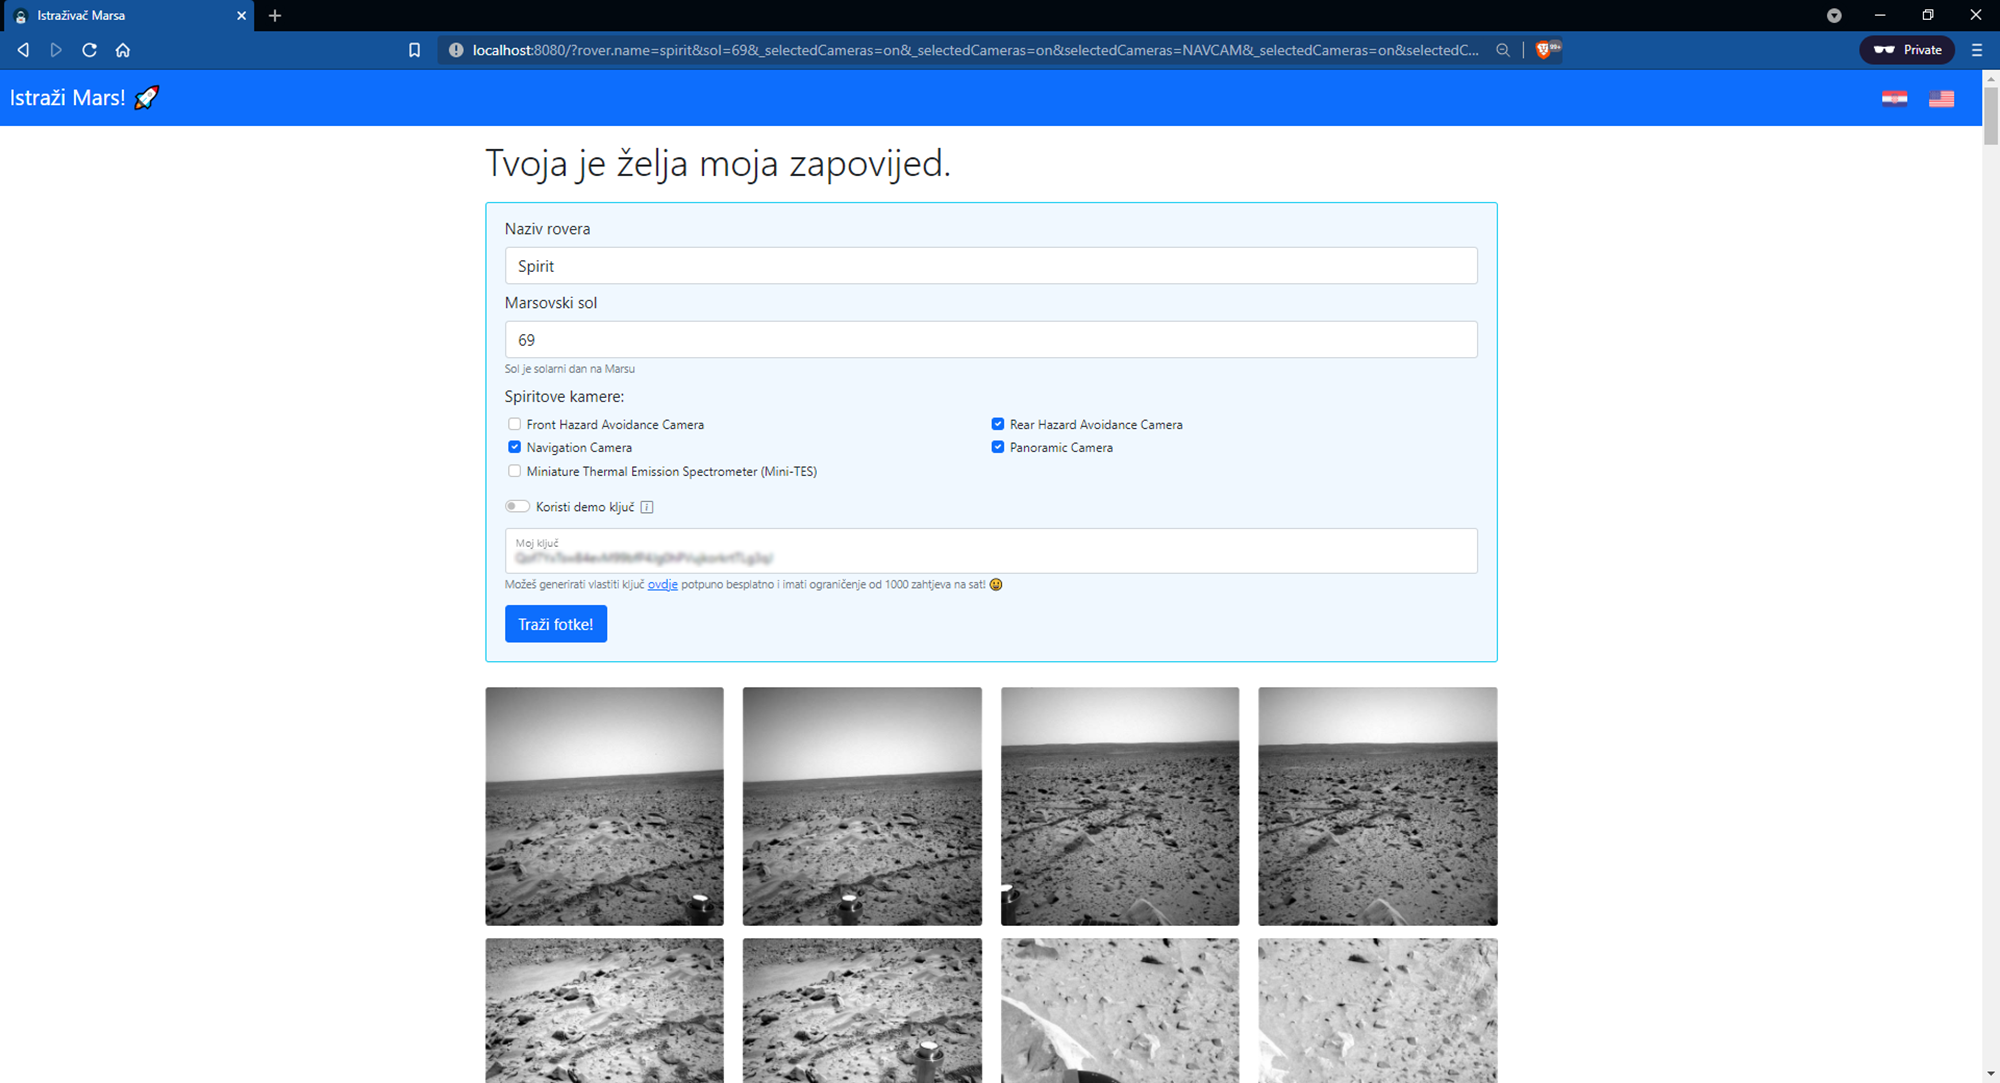 Istraživač Marsa
localhost:8080/?rover.name=spirit&sol=69&_selectedCameras=on&_selectedCameras=on&selectedCameras=NAVCAM&_selectedCameras=on&selectedC...
99+
Private
Istraži Mars! 🚀
Tvoja je želja moja zapovijed.
Naziv rovera
Spirit
Marsovski sol
69
Sol je solarni dan na Marsu
Spiritove kamere:
Front Hazard Avoidance Camera
Rear Hazard Avoidance Camera
Navigation Camera
Panoramic Camera
Miniature Thermal Emission Spectrometer (Mini-TES)
Koristi demo ključ i
Moj ključ
Možeš generirati vlastiti ključ ovdje potpuno besplatno i imati ograničenje od 1000 zahtjeva na sat! 😃
Traži fotke!